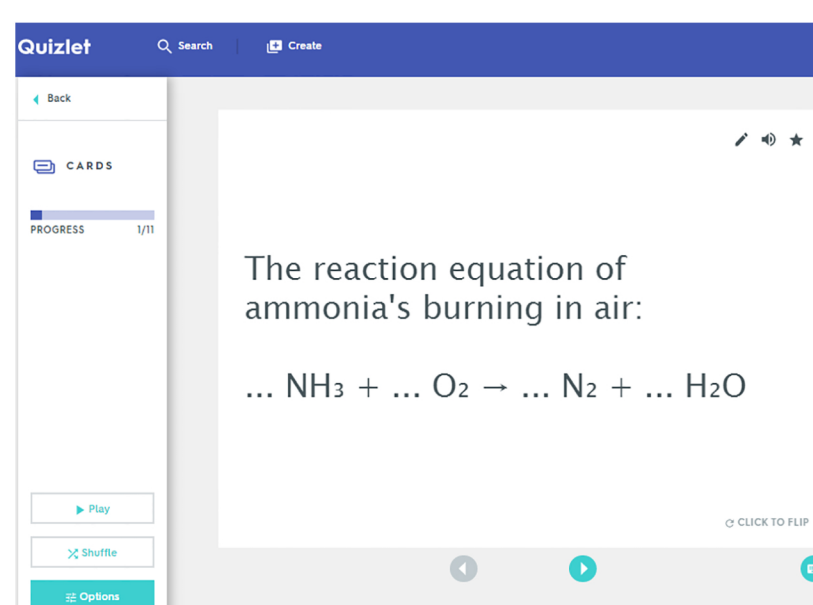 Quizlet
Search
Create
Back
CARDS
PROGRESS 1/11
The reaction equation of
ammonia's burning in air:
... NH₃ + ... O₂ → ... N₂ + ... H₂O
CLICK TO FLIP
Play
Shuffle
Options